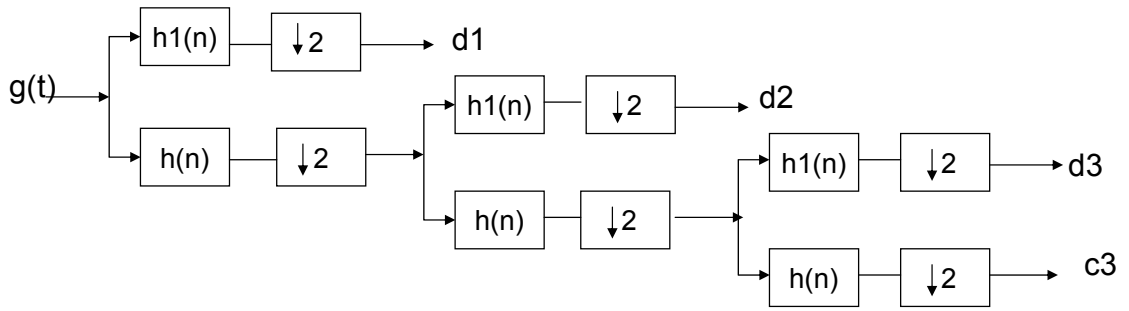 h1(n) ↓2 d1
g(t)
h(n) ↓2
h1(n) ↓2 d2
h(n) ↓2
h1(n) ↓2 d3
h(n) ↓2 c3